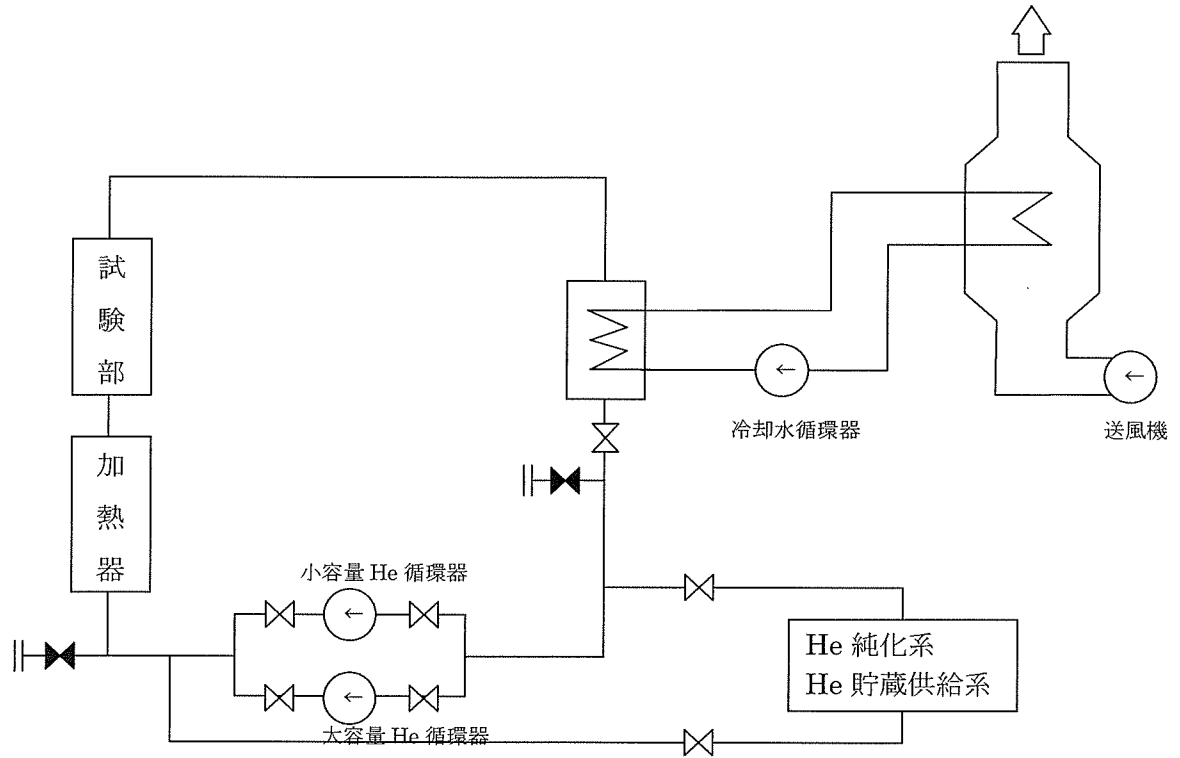 試験部
加熱器
冷却水循環器
送風機
小容量 He 循環器
大容量 He 循環器
He 純化系
He 貯蔵供給系